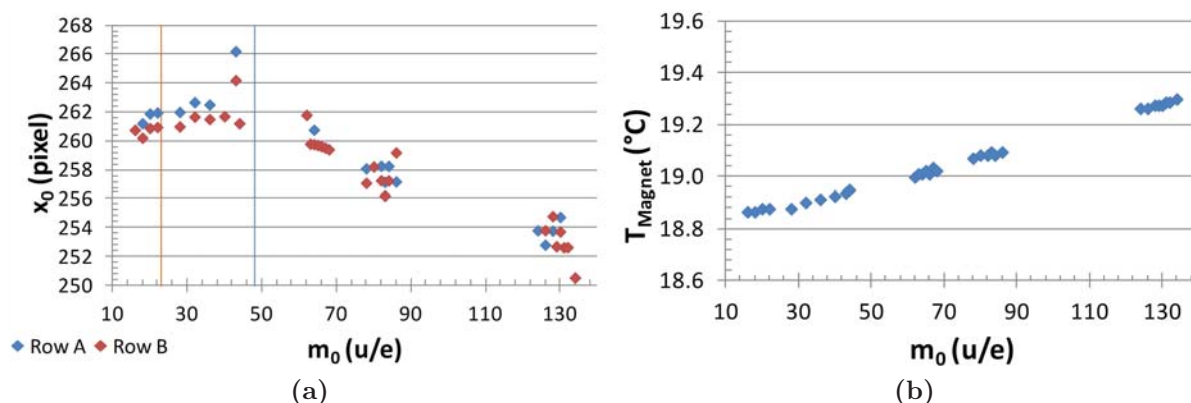 268
266
264
262
260
258
256
254
252
250
x0 (pixel)
10 30 50 70 90 110 130
m0 (u/e)
Row A Row B
(a)
19.6
19.4
19.2
19.0
18.8
18.6
TMagnet (°C)
10 30 50 70 90 110 130
m0 (u/e)
(b)